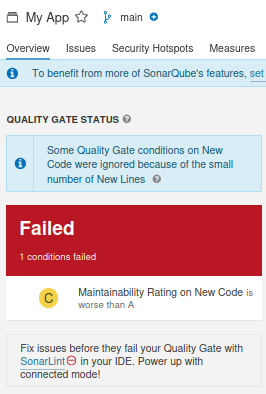 My App main
Overview Issues Security Hotspots Measures
To benefit from more of SonarQube's features, set
QUALITY GATE STATUS
Some Quality Gate conditions on New
Code were ignored because of the small
number of New Lines
Failed
1 conditions failed
C Maintainability Rating on New Code is
worse than A
Fix issues before they fail your Quality Gate with
SonarLint in your IDE. Power up with
connected mode!